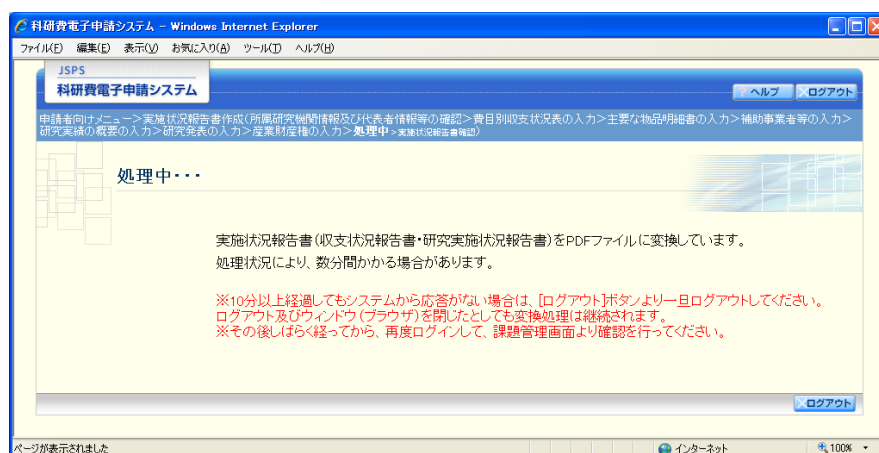 科研費電子申請システム - Windows Internet Explorer
ファイル(F) 編集(E) 表示(V) お気に入り(A) ツール(T) ヘルプ(H)
JSPS
科研費電子申請システム
? ヘルプ ログアウト
申請者向けメニュー＞実施状況報告書作成(所属研究機関情報及び代表者情報等の確認＞費目別収支状況表の入力＞主要な物品明細書の入力＞補助事業者等の入力＞
研究実績の概要の入力＞研究発表の入力＞産業財産権の入力＞処理中＞実施状況報告書確認)
処理中・・・
実施状況報告書(収支状況報告書・研究実施状況報告書)をPDFファイルに変換しています。
処理状況により、数分間かかる場合があります。
※10分以上経過してもシステムから応答がない場合は、[ログアウト]ボタンより一旦ログアウトしてください。
ログアウト及びウィンドウ(ブラウザ)を閉じたとしても変換処理は継続されます。
※その後しばらく経ってから、再度ログインして、課題管理画面より確認を行ってください。
ログアウト
ページが表示されました インターネット 100%